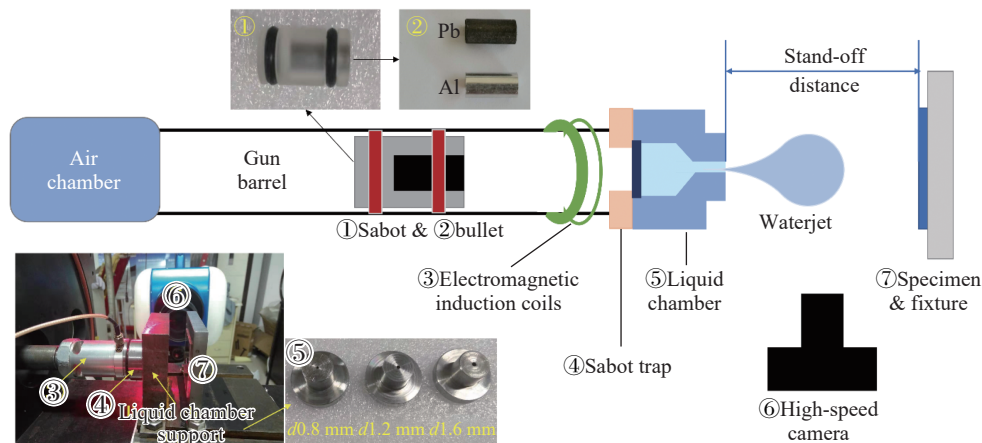 ①
②
Pb
Al
Stand-off
distance
Air
chamber
Gun
barrel
Waterjet
①Sabot & ②bullet
③Electromagnetic
induction coils
⑤Liquid
chamber
⑦Specimen
& fixture
④Sabot trap
⑥High-speed
camera
⑥
⑦
③
④
Liquid chamber
support
⑤
d0.8 mm d1.2 mm d1.6 mm